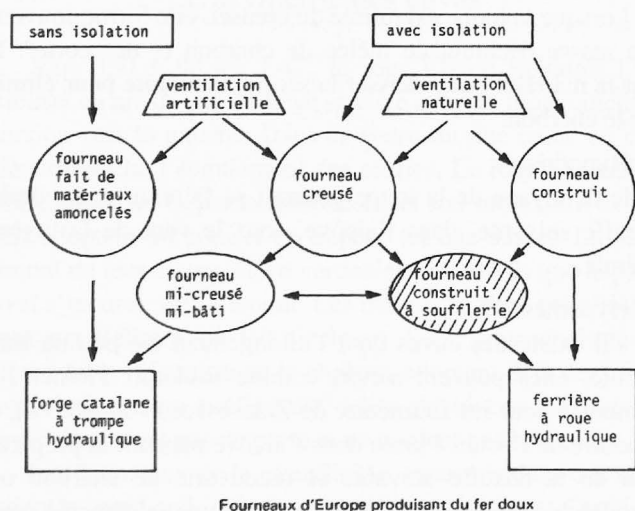 sans isolation
avec isolation
ventilation
artificielle
ventilation
naturelle
fourneau
fait de
matériaux
amoncelés
fourneau
creusé
fourneau
construit
fourneau
mi-creusé
mi-bâti
fourneau
construit
à soufflerie
forge catalane
à trompe
hydraulique
ferrière
à roue
hydraulique
Fourneaux d'Europe produisant du fer doux